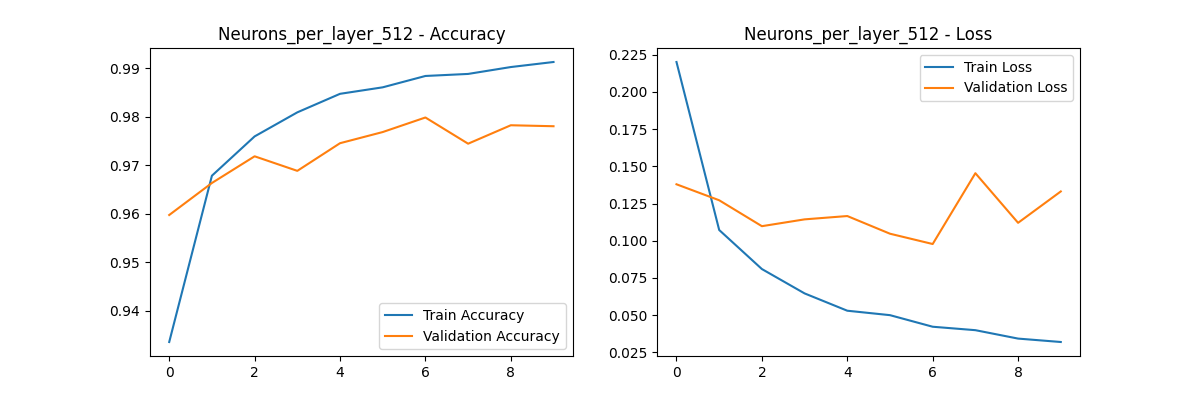 Neurons_per_layer_512 - Accuracy
0.99
0.98
0.97
0.96
0.95
0.94
0 2 4 6 8
Train Accuracy
Validation Accuracy
Neurons_per_layer_512 - Loss
0.225
0.200
0.175
0.150
0.125
0.100
0.075
0.050
0.025
0 2 4 6 8
Train Loss
Validation Loss